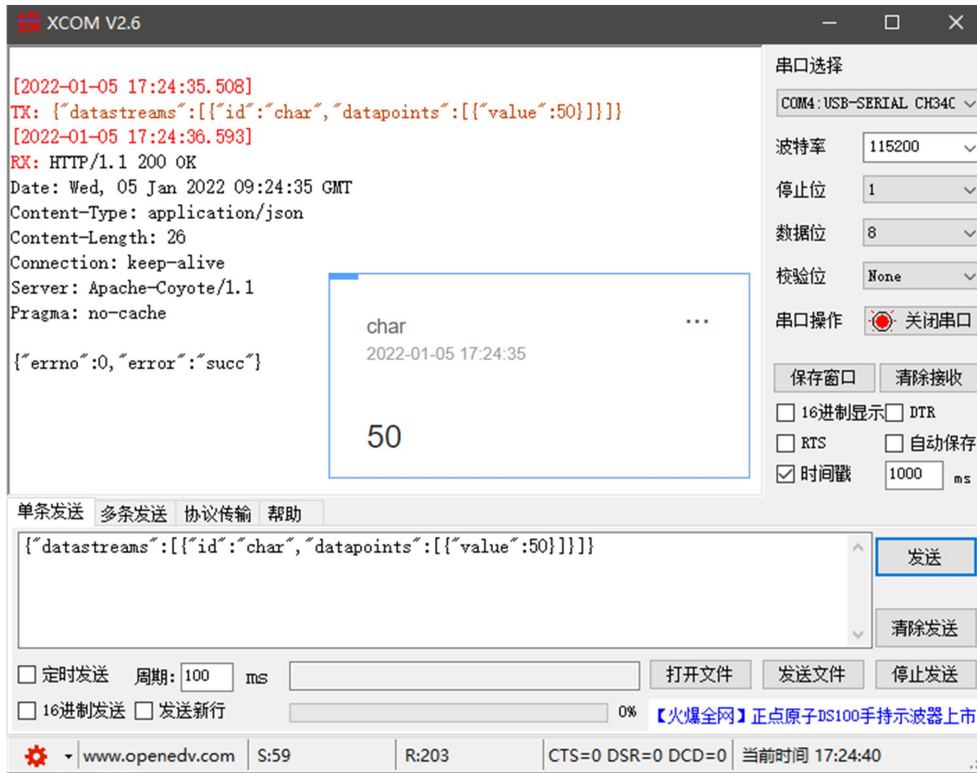 XCOM V2.6
[2022-01-05 17:24:35.508]
TX: {"datastreams":[{"id":"char","datapoints":[{"value":50}]}]}
[2022-01-05 17:24:36.593]
RX: HTTP/1.1 200 OK
Date: Wed, 05 Jan 2022 09:24:35 GMT
Content-Type: application/json
Content-Length: 26
Connection: keep-alive
Server: Apache-Coyote/1.1
Pragma: no-cache
{"errno":0,"error":"succ"}
char
...
2022-01-05 17:24:35
50
串口选择
COM4:USB-SERIAL CH340
波特率 115200
停止位 1
数据位 8
校验位 None
串口操作 关闭串口
保存窗口 清除接收
16进制显示 DTR
RTS 自动保存
时间戳 1000 ms
单条发送 多条发送 协议传输 帮助
{"datastreams":[{"id":"char","datapoints":[{"value":50}]}]}
发送
清除发送
定时发送 周期: 100 ms 打开文件 发送文件 停止发送
16进制发送 发送新行 0% 【火爆全网】正点原子DS100手持示波器上市
www.openedv.com S:59 R:203 CTS=0 DSR=0 DCD=0 当前时间 17:24:40